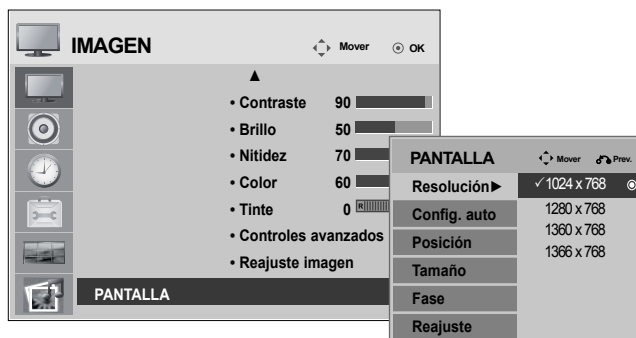 IMAGEN
Mover
OK
▲
• Contraste 90
• Brillo 50
• Nitidez 70
• Color 60
• Tinte 0 R
• Controles avanzados
• Reajuste imagen
PANTALLA
PANTALLA
Mover
Prev.
Resolución►
✓1024 x 768
Config. auto
1280 x 768
Posición
1360 x 768
1366 x 768
Tamaño
Fase
Reajuste